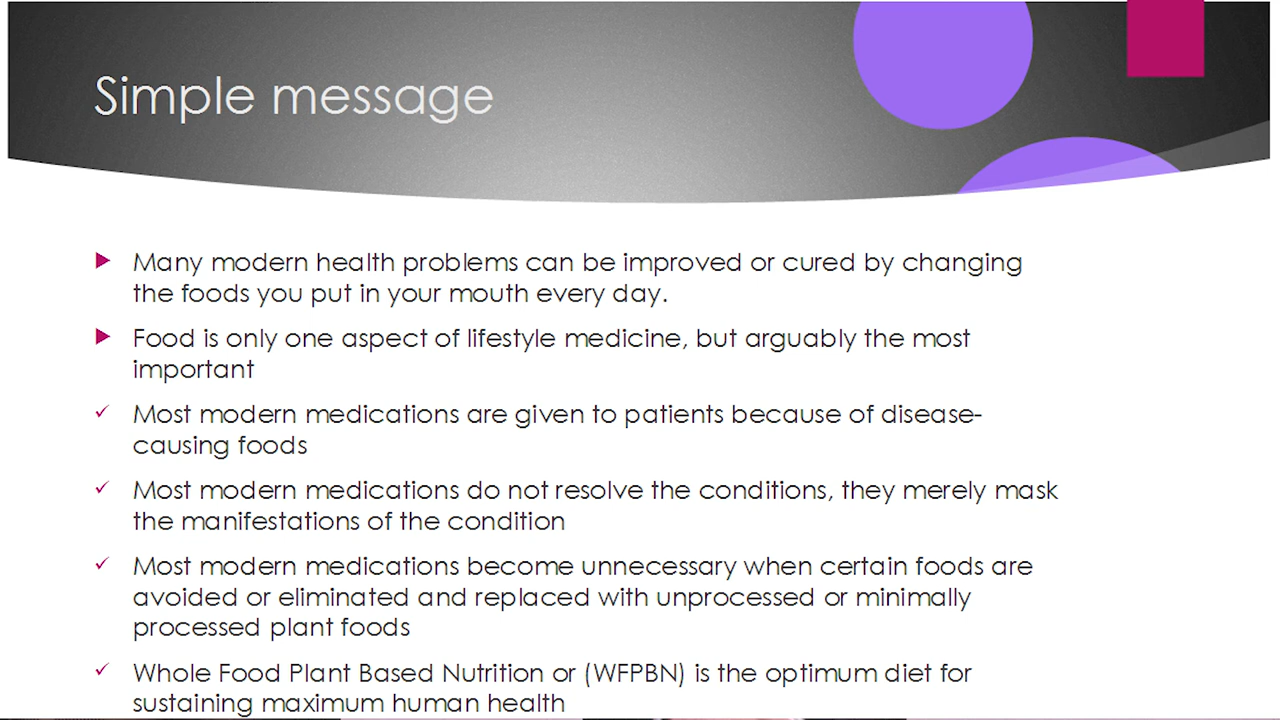 Simple message
Many modern health problems can be improved or cured by changing
the foods you put in your mouth every day.
Food is only one aspect of lifestyle medicine, but arguably the most
important
Most modern medications are given to patients because of disease-
causing foods
Most modern medications do not resolve the conditions, they merely mask
the manifestations of the condition
Most modern medications become unnecessary when certain foods are
avoided or eliminated and replaced with unprocessed or minimally
processed plant foods
Whole Food Plant Based Nutrition or (WFPBN) is the optimum diet for
sustaining maximum human health